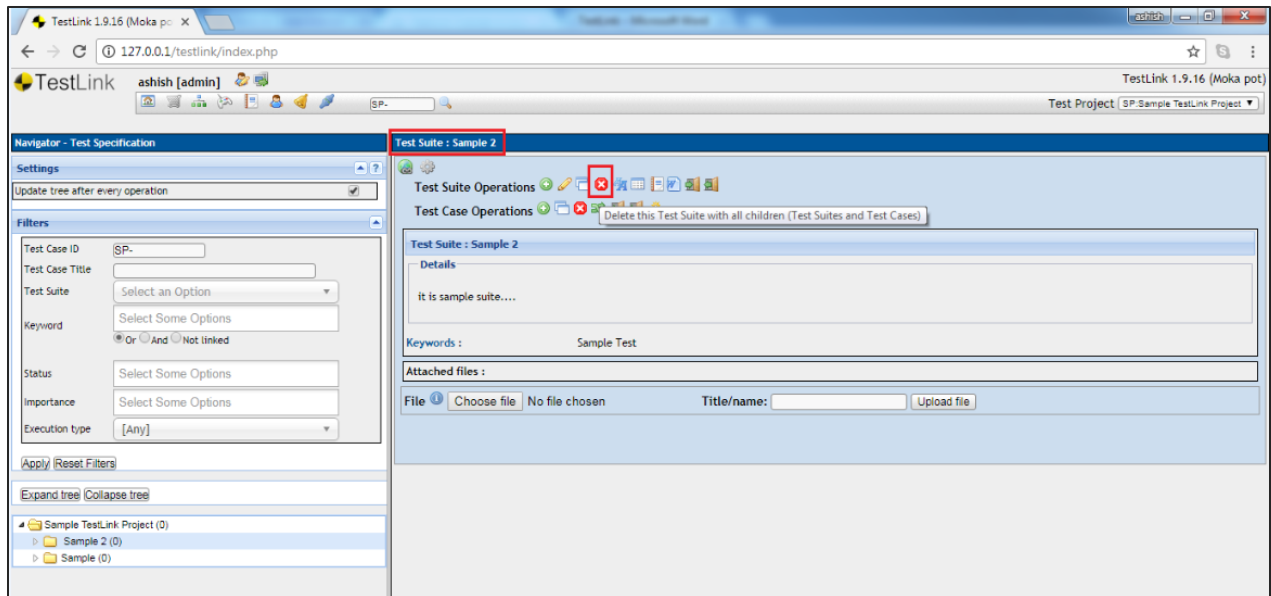 TestLink 1.9.16 (Moka po
ashish
127.0.0.1/testlink/index.php
TestLink
ashish [admin]
TestLink 1.9.16 (Moka pot)
SP-
Test Project
SP:Sample TestLink Project
Navigator - Test Specification
Settings
?
Update tree after every operation
Filters
Test Case ID
SP-
Test Case Title
Test Suite
Select an Option
Keyword
Select Some Options
Or And Not linked
Status
Select Some Options
Importance
Select Some Options
Execution type
[Any]
Apply Reset Filters
Expand tree Collapse tree
Sample TestLink Project (0)
Sample 2 (0)
Sample (0)
Test Suite : Sample 2
Test Suite Operations
Test Case Operations
Delete this Test Suite with all children (Test Suites and Test Cases)
Test Suite : Sample 2
Details
it is sample suite....
Keywords : Sample Test
Attached files :
File Choose file No file chosen Title/name: Upload file